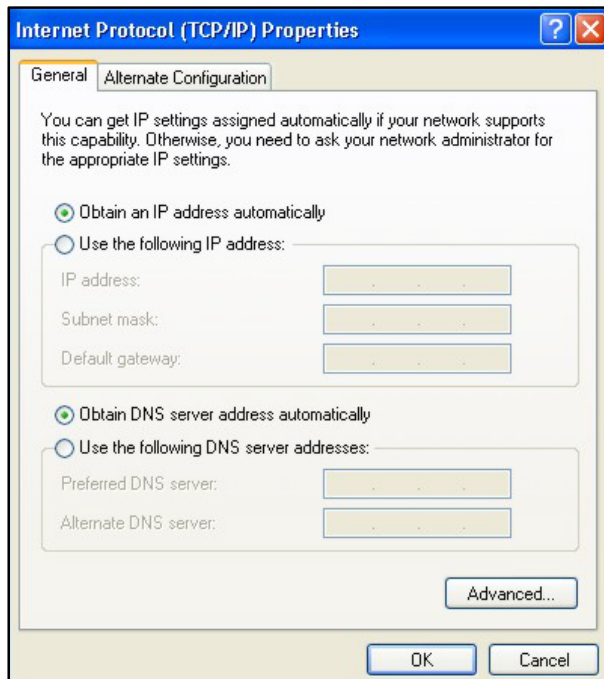 Internet Protocol (TCP/IP) Properties
General
Alternate Configuration
You can get IP settings assigned automatically if your network supports
this capability. Otherwise, you need to ask your network administrator for
the appropriate IP settings.
Obtain an IP address automatically
Use the following IP address:
IP address:
Subnet mask:
Default gateway:
Obtain DNS server address automatically
Use the following DNS server addresses:
Preferred DNS server:
Alternate DNS server:
Advanced...
OK
Cancel